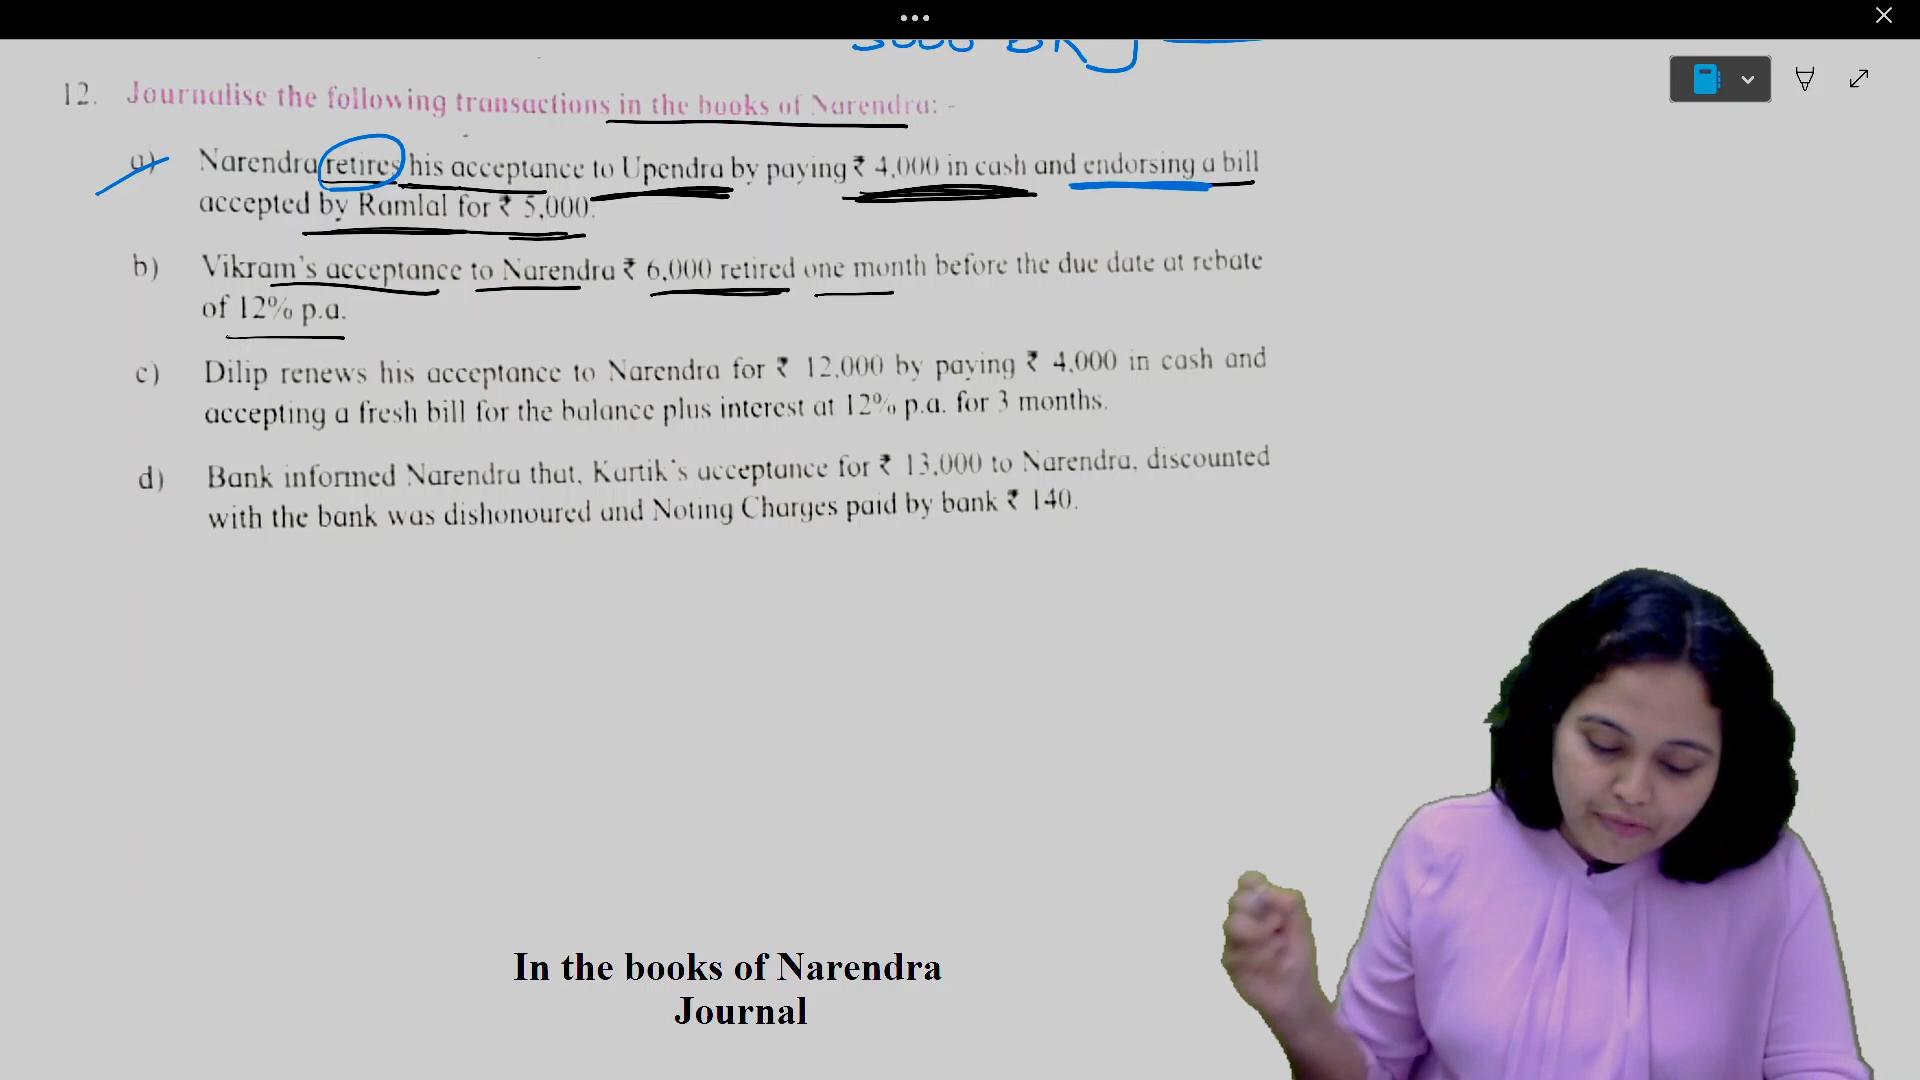 12. Journalise the following transactions in the books of Narendra: -
a) Narendra retires his acceptance to Upendra by paying ₹ 4,000 in cash and endorsing a bill
accepted by Ramlal for ₹ 5,000.
b) Vikram's acceptance to Narendra ₹ 6,000 retired one month before the due date at rebate
of 12% p.a.
c) Dilip renews his acceptance to Narendra for ₹ 12,000 by paying ₹ 4,000 in cash and
accepting a fresh bill for the balance plus interest at 12% p.a. for 3 months.
d) Bank informed Narendra that, Kartik's acceptance for ₹ 13,000 to Narendra, discounted
with the bank was dishonoured and Noting Charges paid by bank ₹ 140.
In the books of Narendra
Journal